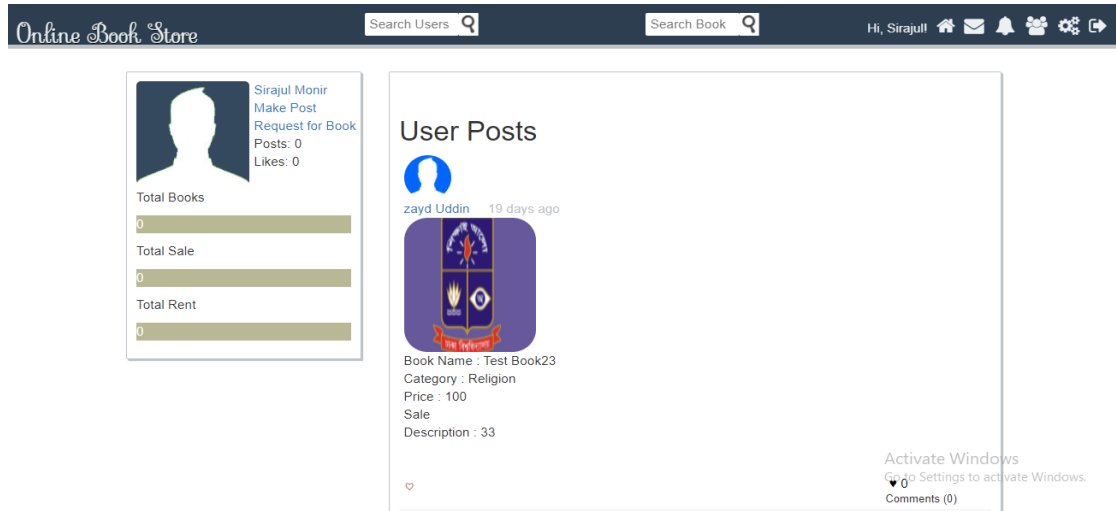 Online Book Store
Search Users
Search Book
Hi, Sirajul!
Sirajul Monir
Make Post
Request for Book
Posts: 0
Likes: 0
Total Books
0
Total Sale
0
Total Rent
0
User Posts
zayd Uddin 19 days ago
শিক্ষাই আলো
ঢাকা বিশ্ববিদ্যালয়
Book Name : Test Book23
Category : Religion
Price : 100
Sale
Description : 33
Activate Windows
Go to Settings to activate Windows.
♥ 0
Comments (0)